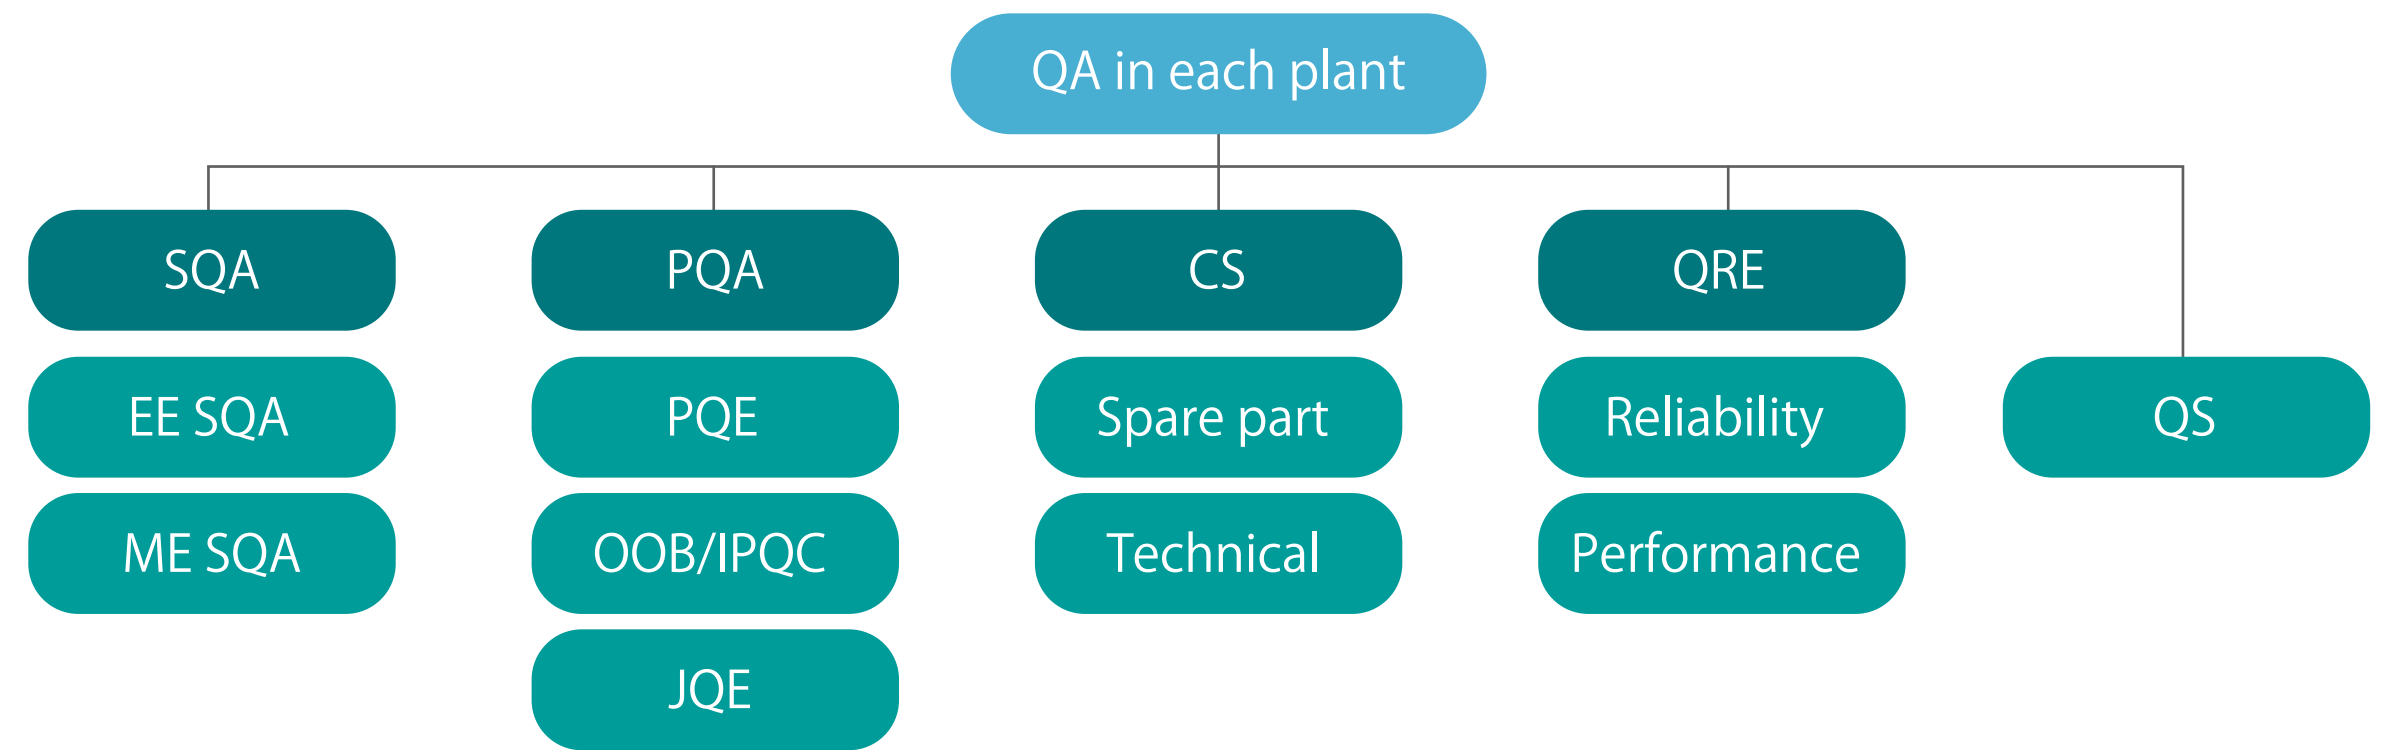 QA in each plant
SQA
PQA
CS
QRE
EE SQA
PQE
Spare part
Reliability
QS
ME SQA
OOB/IPQC
Technical
Performance
JQE